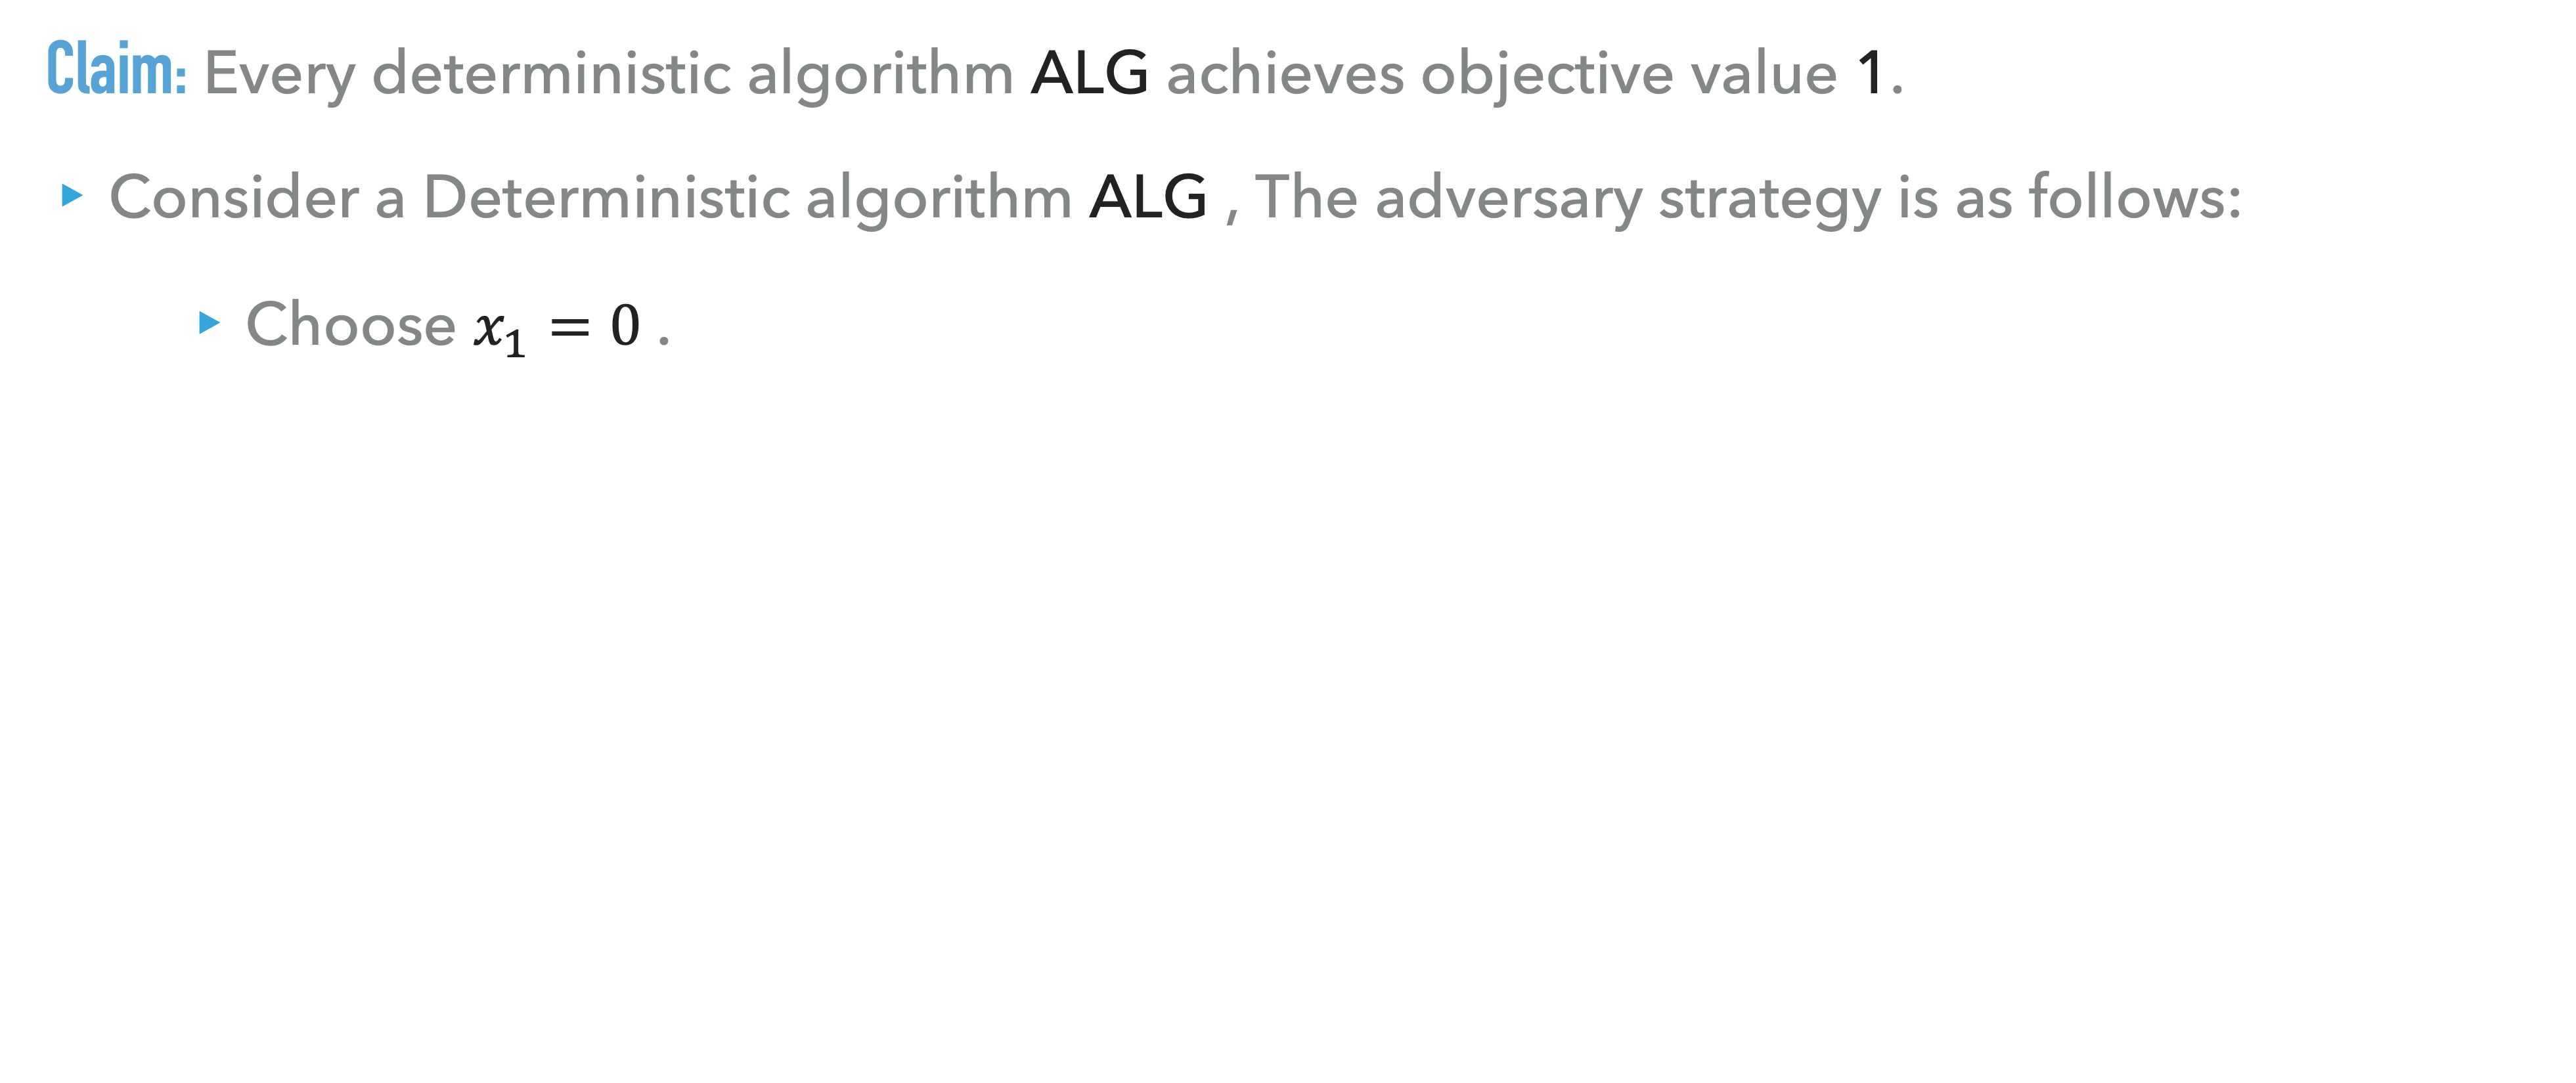 Claim: Every deterministic algorithm ALG achieves objective value 1.
▸ Consider a Deterministic algorithm ALG , The adversary strategy is as follows:
▸ Choose x₁ = 0 .